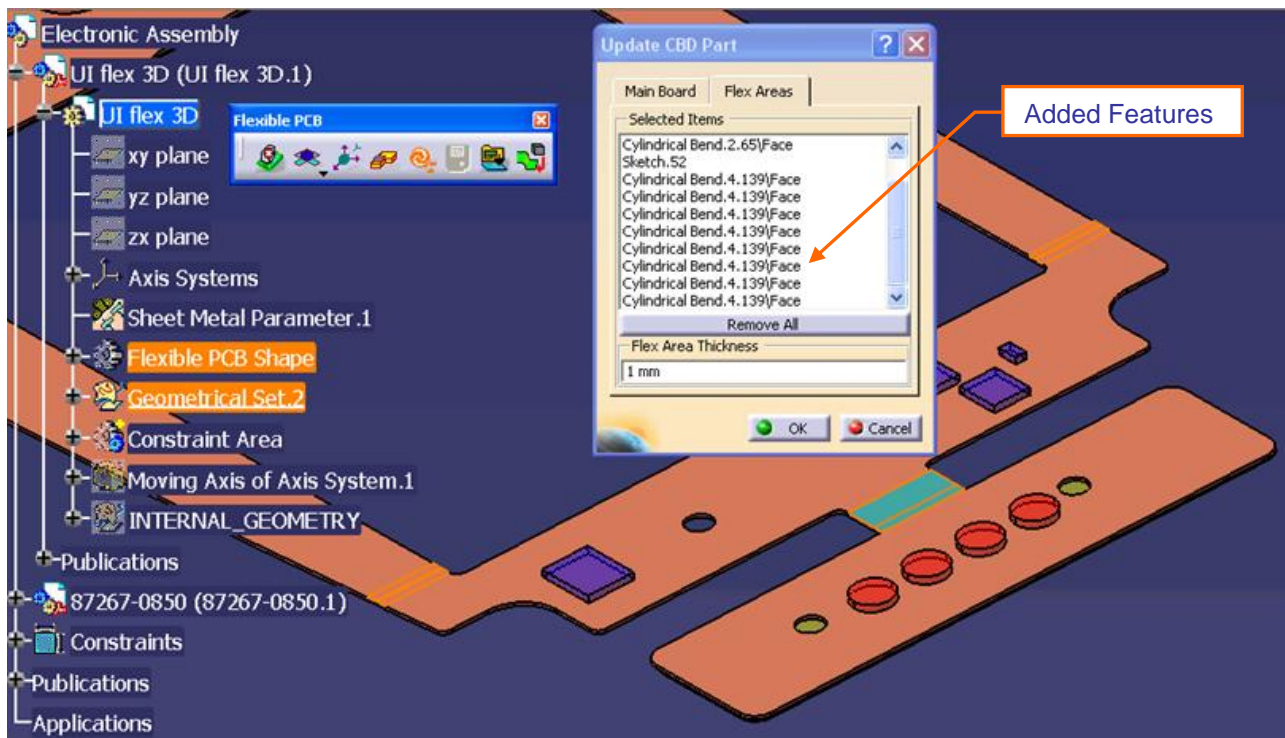 Electronic Assembly
UI flex 3D (UI flex 3D.1)
UI flex 3D
xy plane
yz plane
zx plane
Axis Systems
Sheet Metal Parameter.1
Flexible PCB Shape
Geometrical Set.2
Constraint Area
Moving Axis of Axis System.1
INTERNAL_GEOMETRY
Publications
87267-0850 (87267-0850.1)
Constraints
Publications
Applications
Flexible PCB
Update CBD Part
Main Board Flex Areas
Selected Items
Cylindrical Bend.2.65\Face
Sketch.52
Cylindrical Bend.4.139\Face
Cylindrical Bend.4.139\Face
Cylindrical Bend.4.139\Face
Cylindrical Bend.4.139\Face
Cylindrical Bend.4.139\Face
Cylindrical Bend.4.139\Face
Cylindrical Bend.4.139\Face
Cylindrical Bend.4.139\Face
Remove All
Flex Area Thickness
1 mm
OK Cancel
Added Features